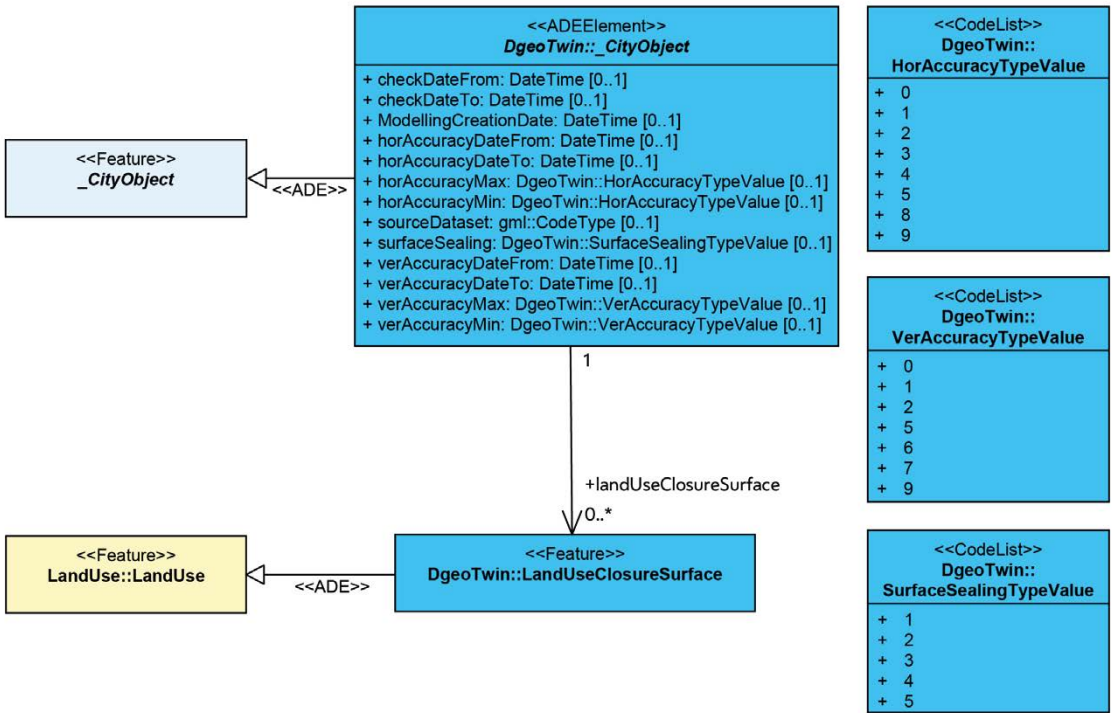 <<ADEElement>>
DgeoTwin::_CityObject
+ checkDateFrom: DateTime [0..1]
+ checkDateTo: DateTime [0..1]
+ ModellingCreationDate: DateTime [0..1]
+ horAccuracyDateFrom: DateTime [0..1]
+ horAccuracyDateTo: DateTime [0..1]
+ horAccuracyMax: DgeoTwin::HorAccuracyTypeValue [0..1]
+ horAccuracyMin: DgeoTwin::HorAccuracyTypeValue [0..1]
+ sourceDataset: gml::CodeType [0..1]
+ surfaceSealing: DgeoTwin::SurfaceSealingTypeValue [0..1]
+ verAccuracyDateFrom: DateTime [0..1]
+ verAccuracyDateTo: DateTime [0..1]
+ verAccuracyMax: DgeoTwin::VerAccuracyTypeValue [0..1]
+ verAccuracyMin: DgeoTwin::VerAccuracyTypeValue [0..1]
<<Feature>>
_CityObject
<<ADE>>
1
+landUseClosureSurface
0..*
<<Feature>>
LandUse::LandUse
<<ADE>>
<<Feature>>
DgeoTwin::LandUseClosureSurface
<<CodeList>>
DgeoTwin::
HorAccuracyTypeValue
+ 0
+ 1
+ 2
+ 3
+ 4
+ 5
+ 8
+ 9
<<CodeList>>
DgeoTwin::
VerAccuracyTypeValue
+ 0
+ 1
+ 2
+ 5
+ 6
+ 7
+ 9
<<CodeList>>
DgeoTwin::
SurfaceSealingTypeValue
+ 1
+ 2
+ 3
+ 4
+ 5